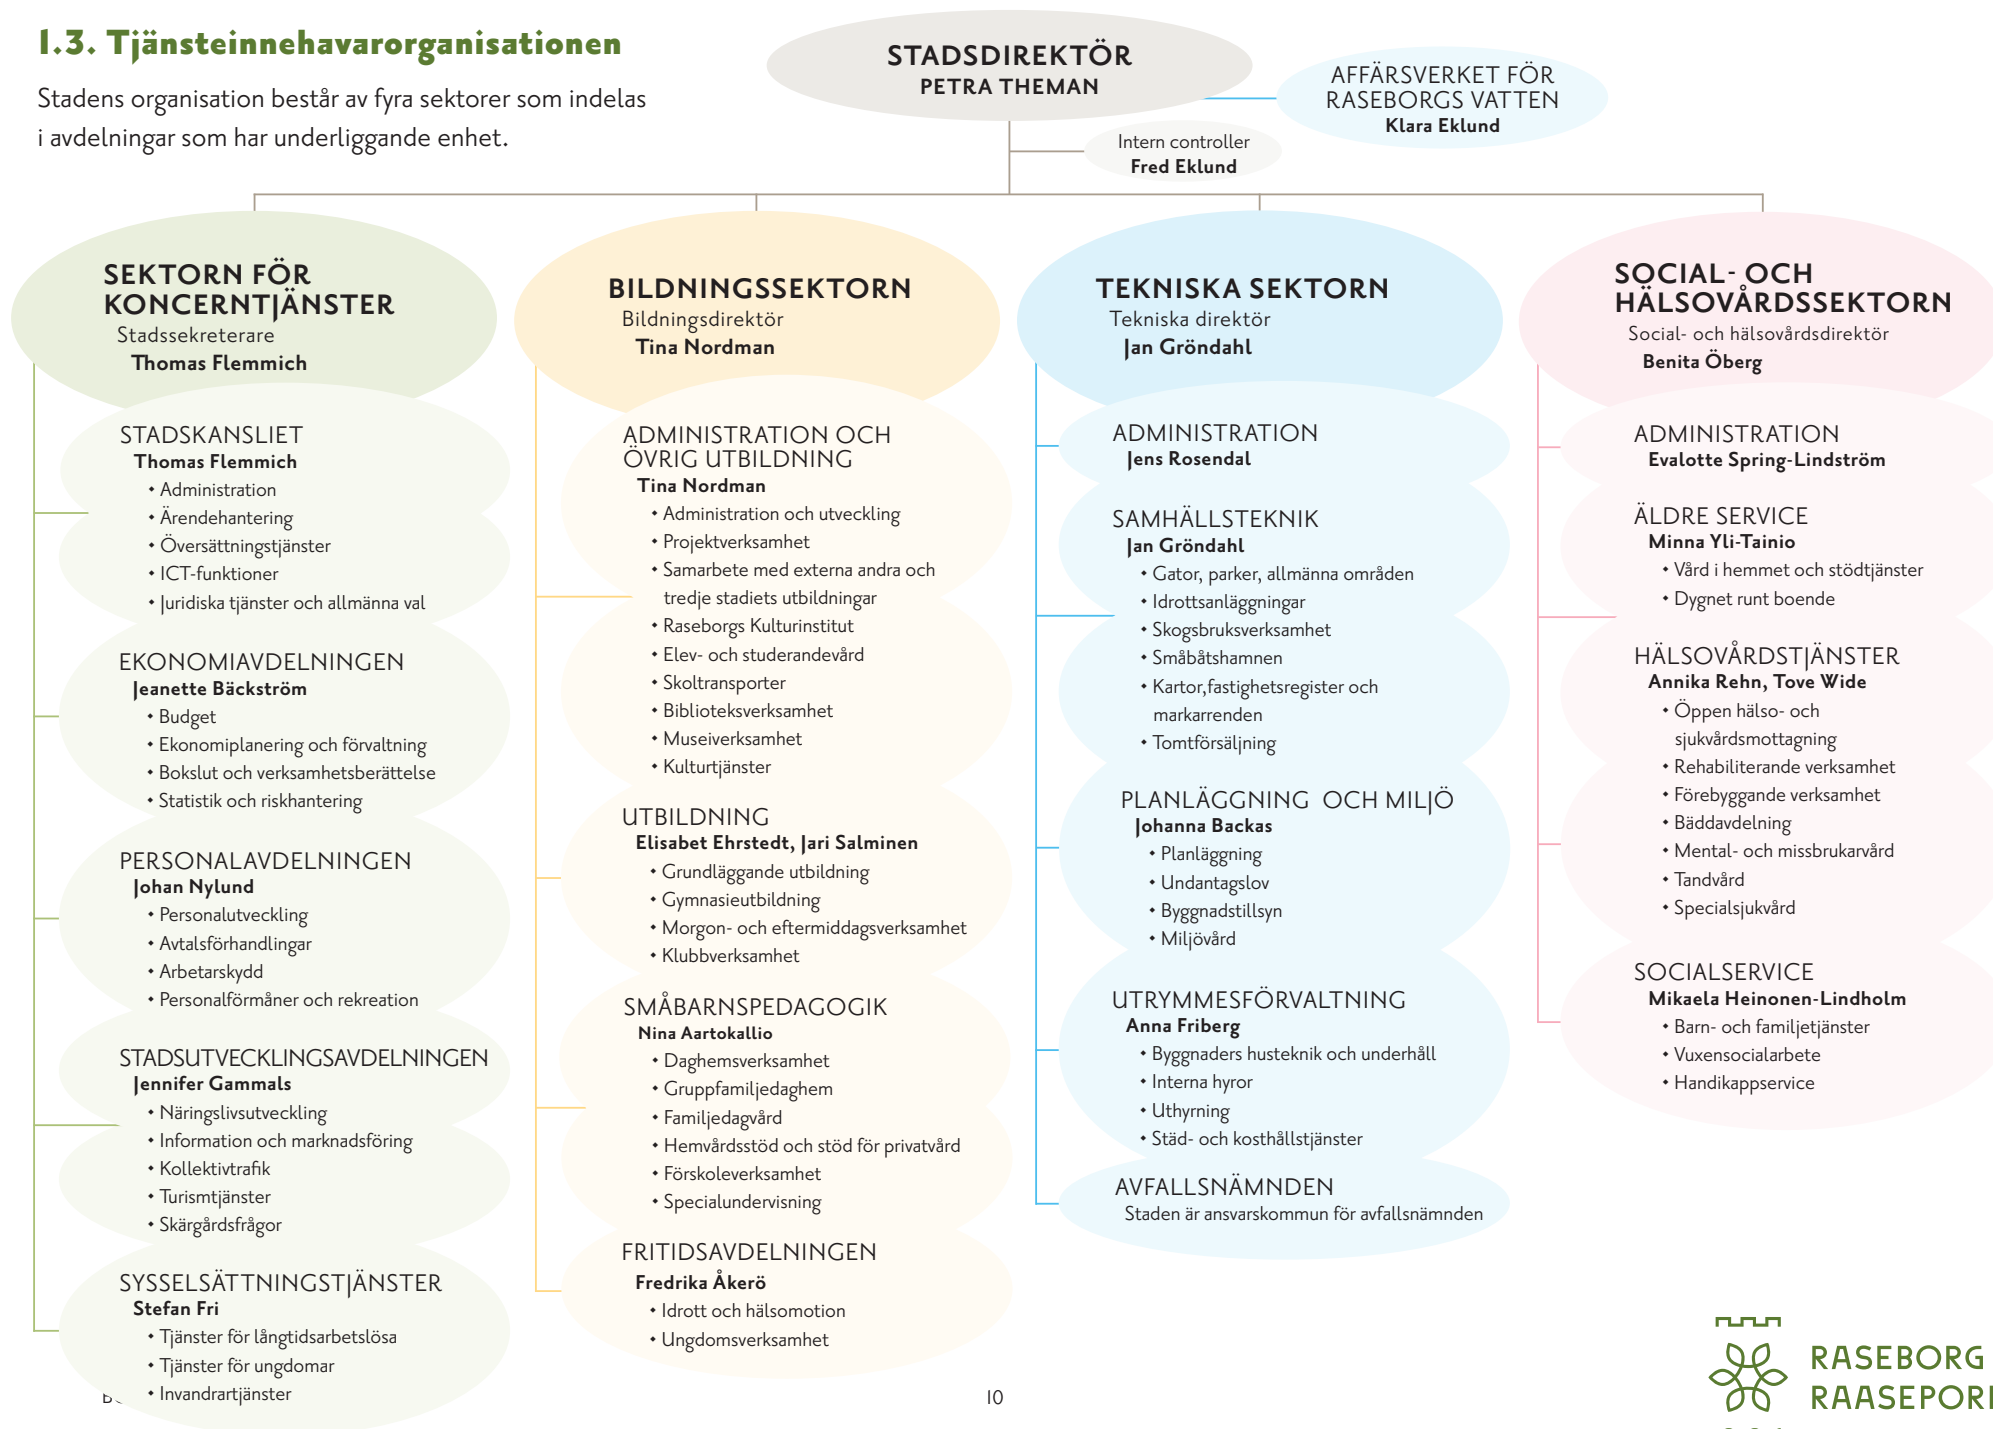 1.3. Tjänsteinnehavarorganisationen
Stadens organisation består av fyra sektorer som indelas
i avdelningar som har underliggande enhet.
STADSDIREKTÖR
PETRA THEMAN
AFFÄRSVERKET FÖR
RASEBORGS VATTEN
Klara Eklund
Intern controller
Fred Eklund
SEKTORN FÖR
KONCERNTJÄNSTER
Stadssekreterare
Thomas Flemmich
STADSKANSLIET
Thomas Flemmich
• Administration
• Ärendehantering
• Översättningstjänster
• ICT-funktioner
• Juridiska tjänster och allmänna val
EKONOMIAVDELNINGEN
Jeanette Bäckström
• Budget
• Ekonomiplanering och förvaltning
• Bokslut och verksamhetsberättelse
• Statistik och riskhantering
PERSONALAVDELNINGEN
Johan Nylund
• Personalutveckling
• Avtalsförhandlingar
• Arbetarskydd
• Personalförmåner och rekreation
STADSUTVECKLINGSAVDELNINGEN
Jennifer Gammals
• Näringslivsutveckling
• Information och marknadsföring
• Kollektivtrafik
• Turismtjänster
• Skärgårdsfrågor
SYSSELSÄTTNINGSTJÄNSTER
Stefan Fri
• Tjänster för långtidsarbetslösa
• Tjänster för ungdomar
• Invandrartjänster
BILDNINGSSEKTORN
Bildningsdirektör
Tina Nordman
ADMINISTRATION OCH
ÖVRIG UTBILDNING
Tina Nordman
• Administration och utveckling
• Projektverksamhet
• Samarbete med externa andra och
tredje stadiets utbildningar
• Raseborgs Kulturinstitut
• Elev- och studerandevård
• Skoltransporter
• Biblioteksverksamhet
• Museiverksamhet
• Kulturtjänster
UTBILDNING
Elisabet Ehrstedt, Jari Salminen
• Grundläggande utbildning
• Gymnasieutbildning
• Morgon- och eftermiddagsverksamhet
• Klubbverksamhet
SMÅBARNSPEDAGOGIK
Nina Aartokallio
• Daghemsverksamhet
• Gruppfamiljedaghem
• Familjedagvård
• Hemvårdsstöd och stöd för privatvård
• Förskoleverksamhet
• Specialundervisning
FRITIDSAVDELNINGEN
Fredrika Åkerö
• Idrott och hälsomotion
• Ungdomsverksamhet
TEKNISKA SEKTORN
Tekniska direktör
Jan Gröndahl
ADMINISTRATION
Jens Rosendal
SAMHÄLLSTEKNIK
Jan Gröndahl
• Gator, parker, allmänna områden
• Idrottsanläggningar
• Skogsbruksverksamhet
• Småbåtshamnen
• Kartor,fastighetsregister och
markarrenden
• Tomtförsäljning
PLANLÄGGNING OCH MILJÖ
Johanna Backas
• Planläggning
• Undantagslov
• Byggnadstillsyn
• Miljövård
UTRYMMESFÖRVALTNING
Anna Friberg
• Byggnaders husteknik och underhåll
• Interna hyror
• Uthyrning
• Städ- och kosthållstjänster
AVFALLSNÄMNDEN
Staden är ansvarskommun för avfallsnämnden
SOCIAL- OCH
HÄLSOVÅRDSSEKTORN
Social- och hälsovårdsdirektör
Benita Öberg
ADMINISTRATION
Evalotte Spring-Lindström
ÄLDRE SERVICE
Minna Yli-Tainio
• Vård i hemmet och stödtjänster
• Dygnet runt boende
HÄLSOVÅRDSTJÄNSTER
Annika Rehn, Tove Wide
• Öppen hälso- och
sjukvårdsmottagning
• Rehabiliterande verksamhet
• Förebyggande verksamhet
• Bäddavdelning
• Mental- och missbrukarvård
• Tandvård
• Specialsjukvård
SOCIALSERVICE
Mikaela Heinonen-Lindholm
• Barn- och familjetjänster
• Vuxensocialarbete
• Handikappservice
10
RASEBORG
RAASEPORI